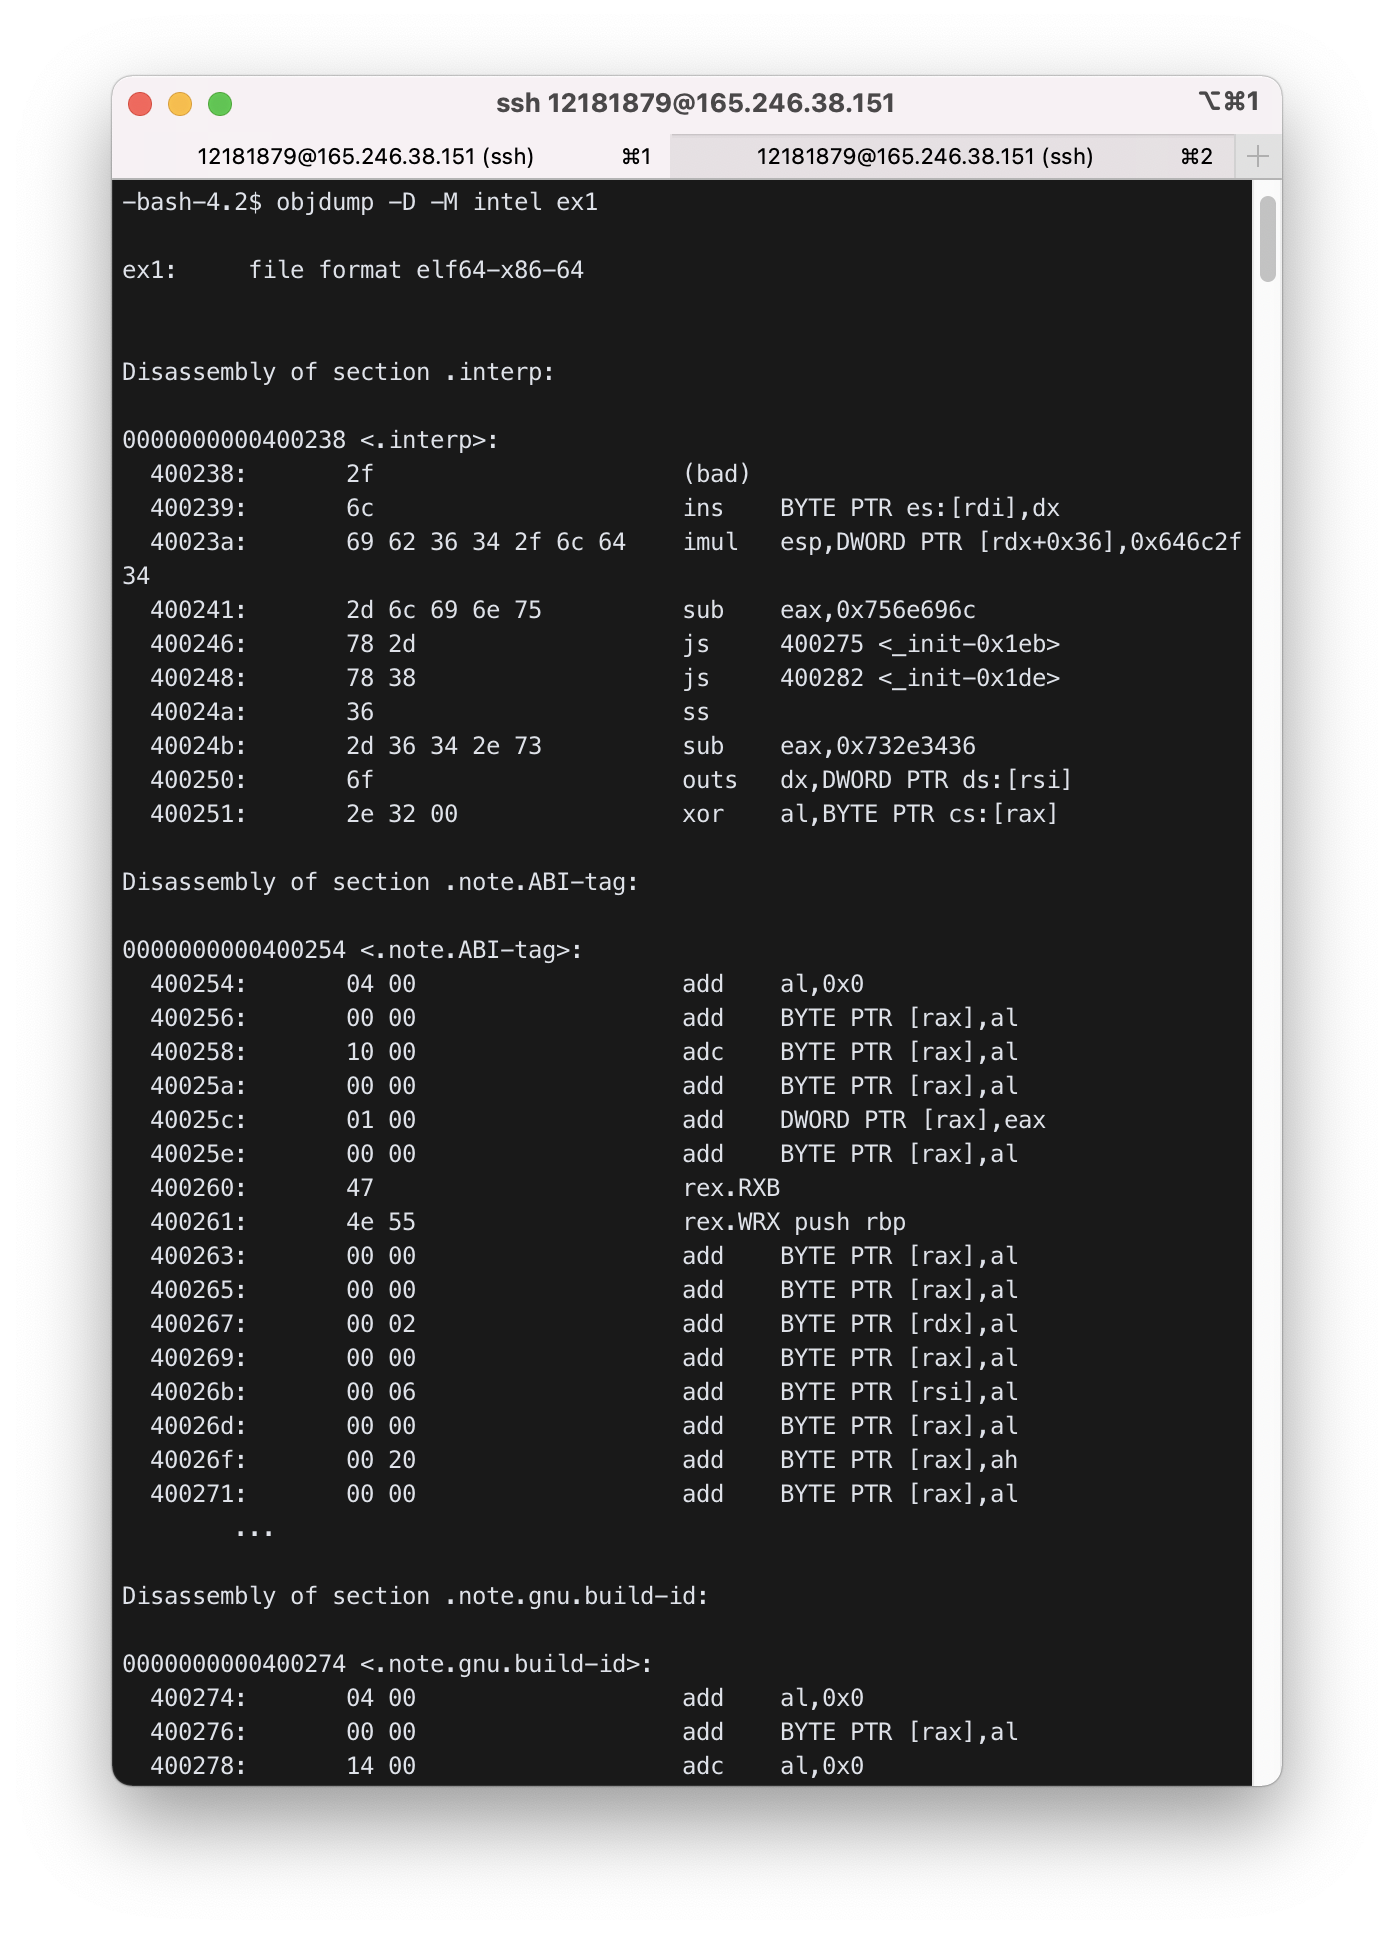 ssh 12181879@165.246.38.151 ⌥⌘1
12181879@165.246.38.151 (ssh) ⌘1 12181879@165.246.38.151 (ssh) ⌘2 +
-bash-4.2$ objdump -D -M intel ex1
ex1:     file format elf64-x86-64
Disassembly of section .interp:
0000000000400238 <.interp>:
  400238:       2f                      (bad)
  400239:       6c                      ins    BYTE PTR es:[rdi],dx
  40023a:       69 62 36 34 2f 6c 64    imul   esp,DWORD PTR [rdx+0x36],0x646c2f
34
  400241:       2d 6c 69 6e 75          sub    eax,0x756e696c
  400246:       78 2d                   js     400275 <_init-0x1eb>
  400248:       78 38                   js     400282 <_init-0x1de>
  40024a:       36                      ss
  40024b:       2d 36 34 2e 73          sub    eax,0x732e3436
  400250:       6f                      outs   dx,DWORD PTR ds:[rsi]
  400251:       2e 32 00                xor    al,BYTE PTR cs:[rax]
Disassembly of section .note.ABI-tag:
0000000000400254 <.note.ABI-tag>:
  400254:       04 00                   add    al,0x0
  400256:       00 00                   add    BYTE PTR [rax],al
  400258:       10 00                   adc    BYTE PTR [rax],al
  40025a:       00 00                   add    BYTE PTR [rax],al
  40025c:       01 00                   add    DWORD PTR [rax],eax
  40025e:       00 00                   add    BYTE PTR [rax],al
  400260:       47                      rex.RXB
  400261:       4e 55                   rex.WRX push rbp
  400263:       00 00                   add    BYTE PTR [rax],al
  400265:       00 00                   add    BYTE PTR [rax],al
  400267:       00 02                   add    BYTE PTR [rdx],al
  400269:       00 00                   add    BYTE PTR [rax],al
  40026b:       00 06                   add    BYTE PTR [rsi],al
  40026d:       00 00                   add    BYTE PTR [rax],al
  40026f:       00 20                   add    BYTE PTR [rax],ah
  400271:       00 00                   add    BYTE PTR [rax],al
        ...
Disassembly of section .note.gnu.build-id:
0000000000400274 <.note.gnu.build-id>:
  400274:       04 00                   add    al,0x0
  400276:       00 00                   add    BYTE PTR [rax],al
  400278:       14 00                   adc    al,0x0